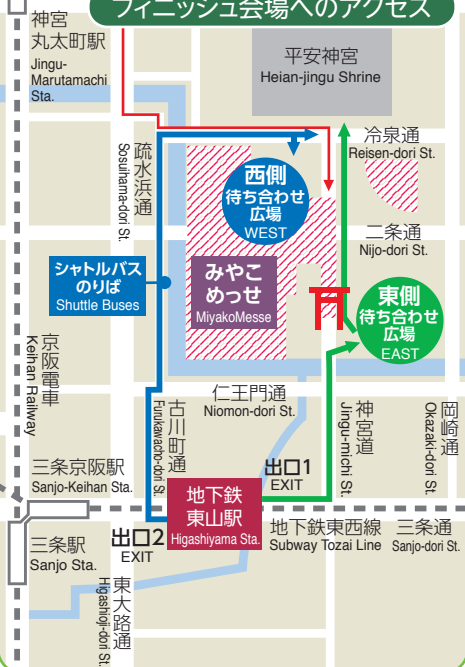 フィニッシュ会場へのアクセス
神宮
丸太町駅
Jingu-
Marutamachi
Sta.
平安神宮
Heian-jingu Shrine
冷泉通
Reisen-dori St.
疏水浜通
Sosuihama-dori St.
西側
待ち合わせ
広場
WEST
二条通
Nijo-dori St.
シャトルバス
のりば
Shuttle Buses
みやこ
めっせ
MiyakoMesse
東側
待ち合わせ
広場
EAST
京阪電車
Keihan Railway
仁王門通
Niomon-dori St.
古川町通
Furukawacho-dori St.
神宮道
Jingu-michi St.
岡崎通
Okazaki-dori St.
三条京阪駅
Sanjo-Keihan Sta.
出口1
EXIT
地下鉄
東山駅
Higashiyama Sta.
出口2
EXIT
地下鉄東西線
Subway Tozai Line
三条通
Sanjo-dori St.
三条駅
Sanjo Sta.
東大路通
Higashioji-dori St.